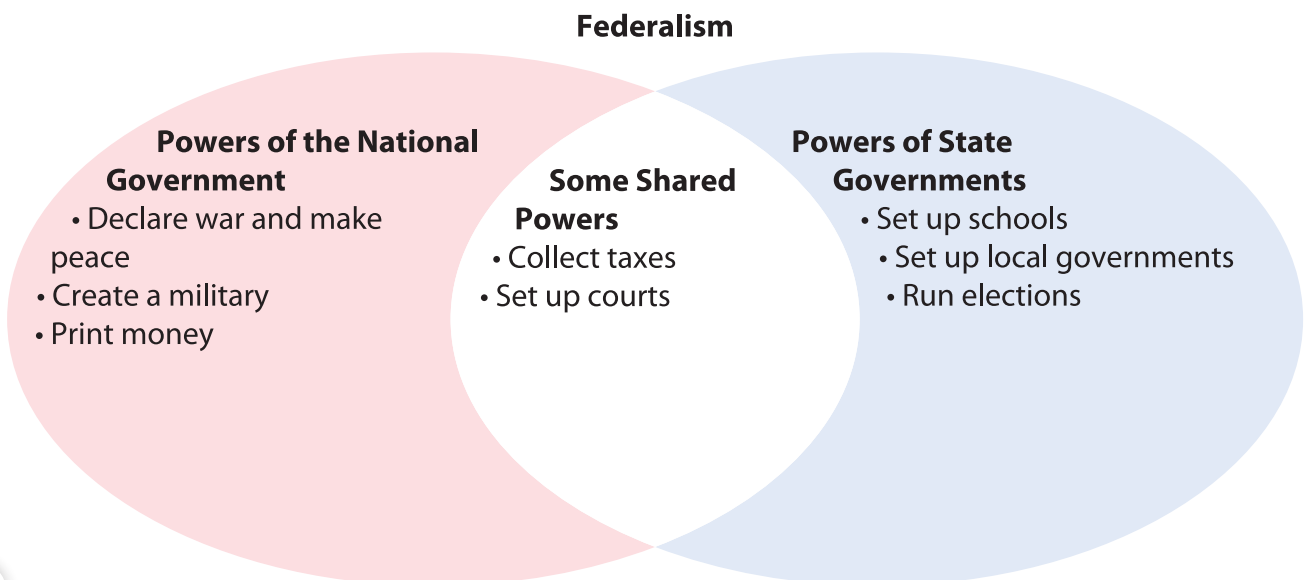 Federalism
Powers of the National
Government
• Declare war and make
peace
• Create a military
• Print money
Some Shared
Powers
• Collect taxes
• Set up courts
Powers of State
Governments
• Set up schools
• Set up local governments
• Run elections